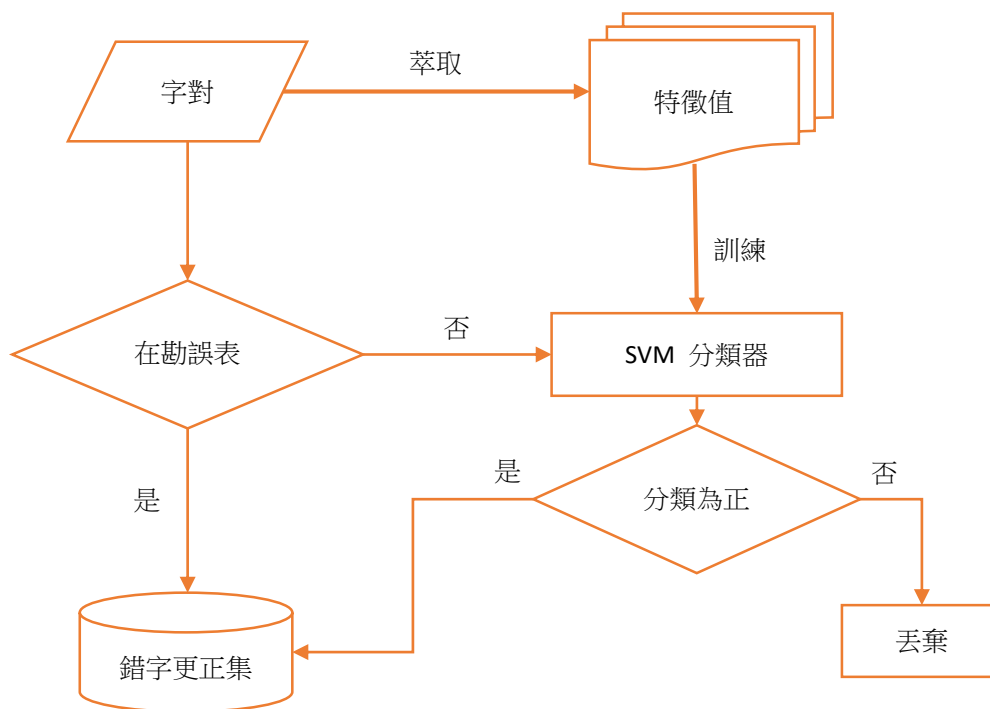 字對
萃取
特徵值
訓練
在勘誤表
否
SVM 分類器
是
是
分類為正
否
錯字更正集
丟棄